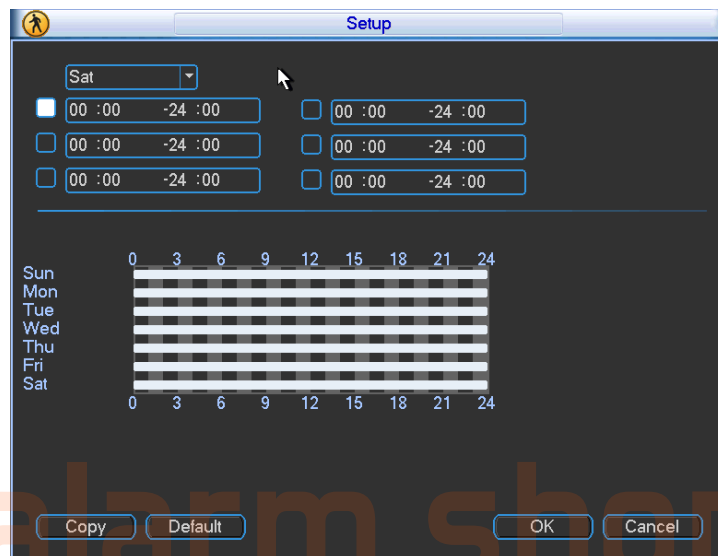 Setup
Sat
00 :00 -24 :00 00 :00 -24 :00
00 :00 -24 :00 00 :00 -24 :00
00 :00 -24 :00 00 :00 -24 :00
0 3 6 9 12 15 18 21 24
Sun
Mon
Tue
Wed
Thu
Fri
Sat
0 3 6 9 12 15 18 21 24
alarm shop
Copy Default OK Cancel